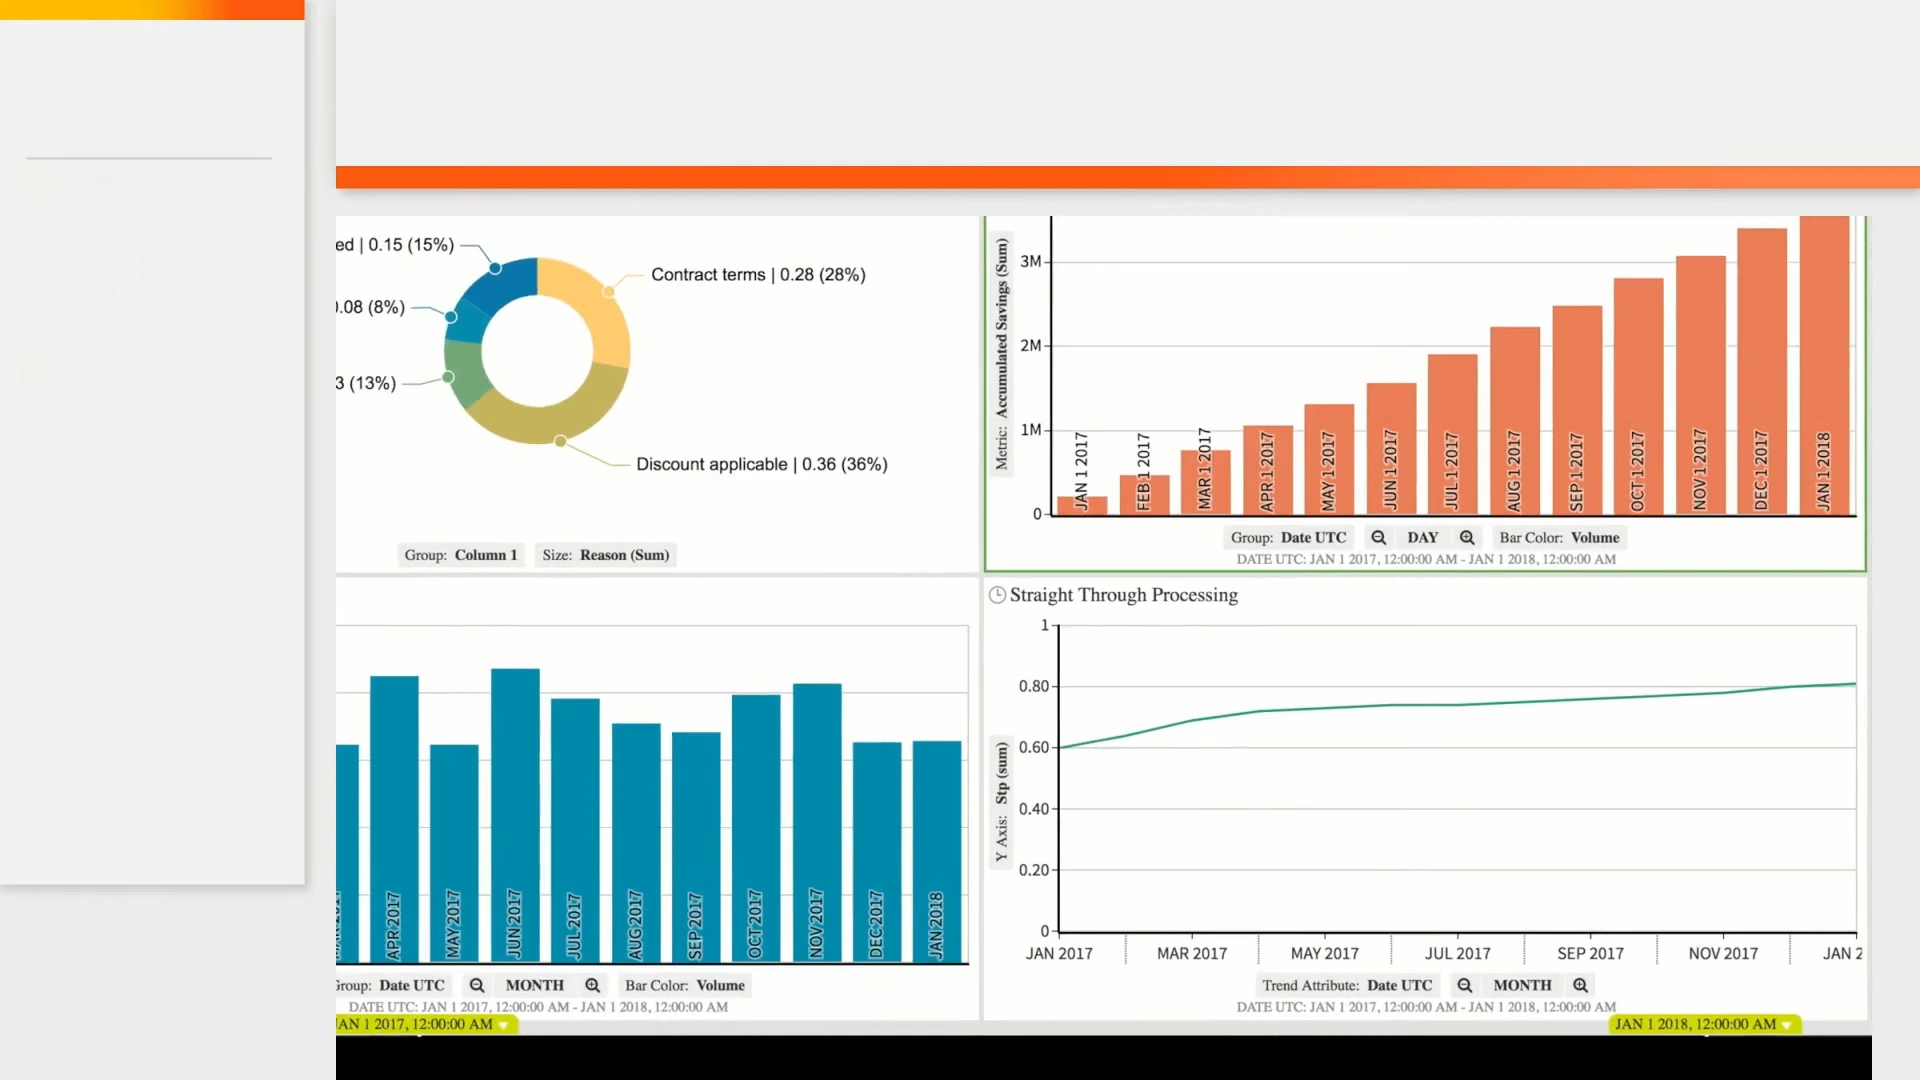 ed | 0.15 (15%)
Contract terms | 0.28 (28%)
0.08 (8%)
3 (13%)
Discount applicable | 0.36 (36%)
Group: Column 1 Size: Reason (Sum)
Metric: Accumulated Savings (Sum)
3M
2M
1M
0
JAN 1 2017
FEB 1 2017
MAR 1 2017
APR 1 2017
MAY 1 2017
JUN 1 2017
JUL 1 2017
AUG 1 2017
SEP 1 2017
OCT 1 2017
NOV 1 2017
DEC 1 2017
JAN 1 2018
Group: Date UTC DAY Bar Color: Volume
DATE UTC: JAN 1 2017, 12:00:00 AM - JAN 1 2018, 12:00:00 AM
APR 2017
MAY 2017
JUN 2017
JUL 2017
AUG 2017
SEP 2017
OCT 2017
NOV 2017
DEC 2017
JAN 2018
Group: Date UTC MONTH Bar Color: Volume
DATE UTC: JAN 1 2017, 12:00:00 AM - JAN 1 2018, 12:00:00 AM
JAN 1 2017, 12:00:00 AM
Straight Through Processing
Y Axis: Stp (sum)
1
0.80
0.60
0.40
0.20
0
JAN 2017
MAR 2017
MAY 2017
JUL 2017
SEP 2017
NOV 2017
JAN 2
Trend Attribute: Date UTC MONTH
DATE UTC: JAN 1 2017, 12:00:00 AM - JAN 1 2018, 12:00:00 AM
JAN 1 2018, 12:00:00 AM